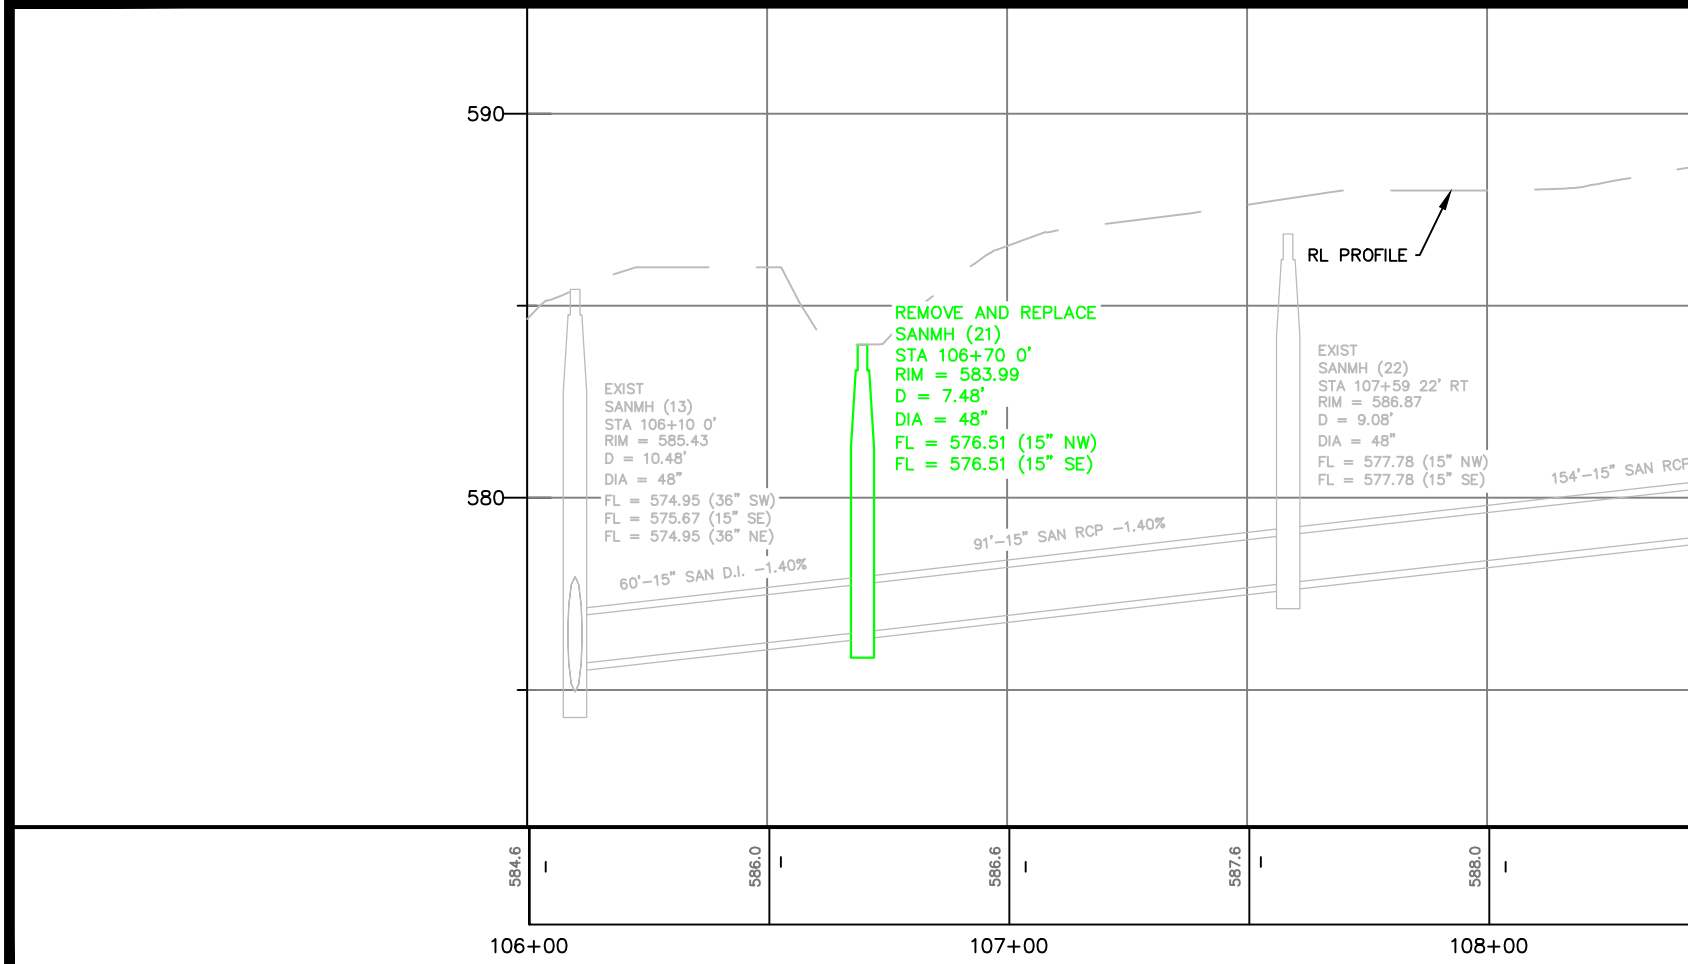 590
580
RL PROFILE
REMOVE AND REPLACE
SANMH (21)
STA 106+70 0'
RIM = 583.99
D = 7.48'
DIA = 48"
FL = 576.51 (15" NW)
FL = 576.51 (15" SE)
EXIST
SANMH (13)
STA 106+10 0'
RIM = 585.43
D = 10.48'
DIA = 48"
FL = 574.95 (36" SW)
FL = 575.67 (15" SE)
FL = 574.95 (36" NE)
EXIST
SANMH (22)
STA 107+59 22' RT
RIM = 586.87
D = 9.08'
DIA = 48"
FL = 577.78 (15" NW)
FL = 577.78 (15" SE)
60'-15" SAN D.I. -1.40%
91'-15" SAN RCP -1.40%
154'-15" SAN RCP
584.6
586.0
586.6
587.6
588.0
106+00
107+00
108+00